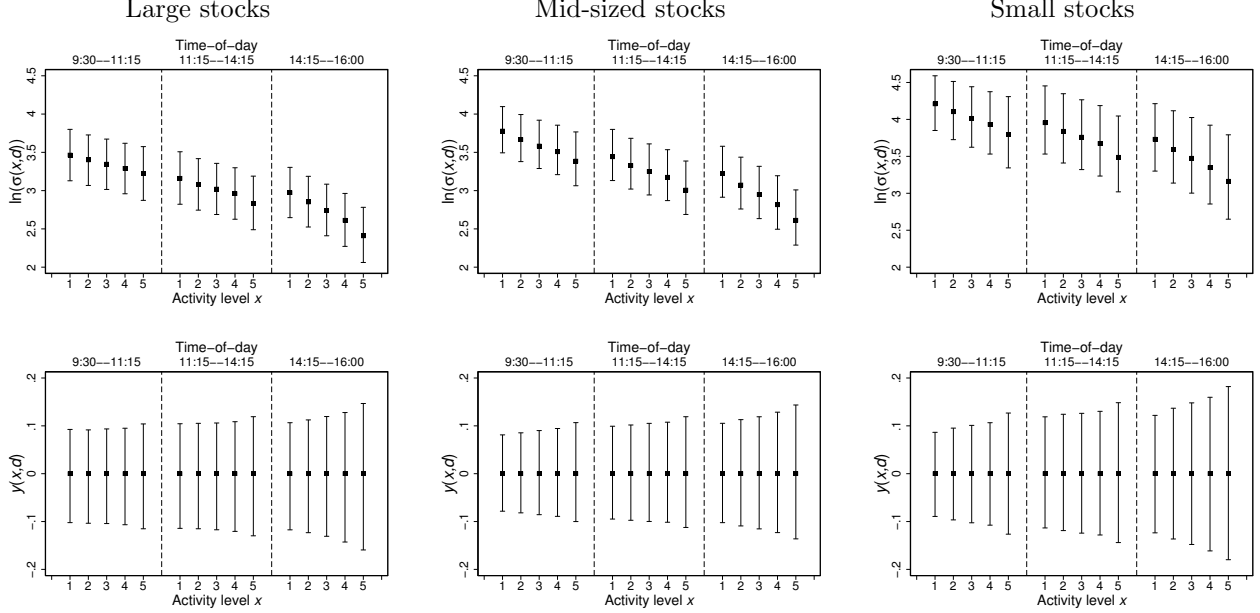 Large stocks
Mid-sized stocks
Small stocks
Time-of-day
9:30--11:15
11:15--14:15
14:15--16:00
ln(σ(x,d))
2
2.5
3
3.5
4
4.5
1 2 3 4 5 1 2 3 4 5 1 2 3 4 5
Activity level x
Time-of-day
9:30--11:15
11:15--14:15
14:15--16:00
ln(σ(x,d))
2
2.5
3
3.5
4
4.5
1 2 3 4 5 1 2 3 4 5 1 2 3 4 5
Activity level x
Time-of-day
9:30--11:15
11:15--14:15
14:15--16:00
ln(σ(x,d))
2
2.5
3
3.5
4
4.5
1 2 3 4 5 1 2 3 4 5 1 2 3 4 5
Activity level x
Time-of-day
9:30--11:15
11:15--14:15
14:15--16:00
y(x,d)
-.2
-.1
0
.1
.2
1 2 3 4 5 1 2 3 4 5 1 2 3 4 5
Activity level x
Time-of-day
9:30--11:15
11:15--14:15
14:15--16:00
y(x,d)
-.2
-.1
0
.1
.2
1 2 3 4 5 1 2 3 4 5 1 2 3 4 5
Activity level x
Time-of-day
9:30--11:15
11:15--14:15
14:15--16:00
y(x,d)
-.2
-.1
0
.1
.2
1 2 3 4 5 1 2 3 4 5 1 2 3 4 5
Activity level x